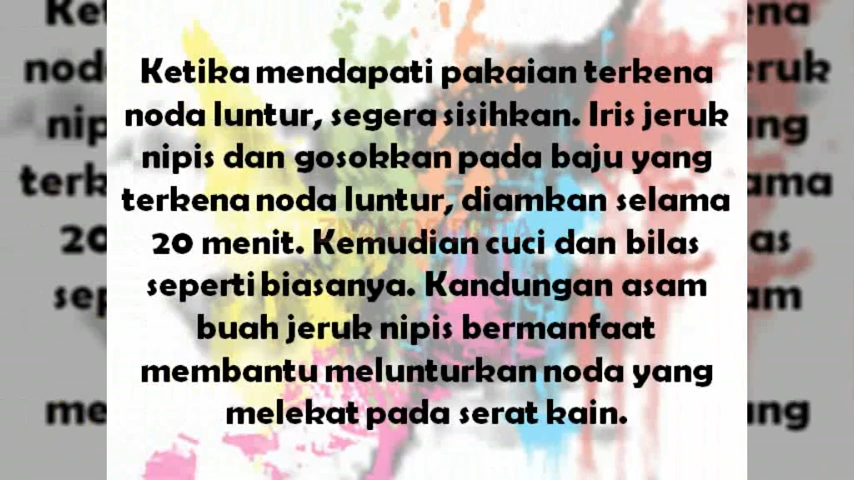 Ketika mendapati pakaian terkena
noda luntur, segera sisihkan. Iris jeruk
nipis dan gosokkan pada baju yang
terkena noda luntur, diamkan selama
20 menit. Kemudian cuci dan bilas
seperti biasanya. Kandungan asam
buah jeruk nipis bermanfaat
membantu melunturkan noda yang
melekat pada serat kain.